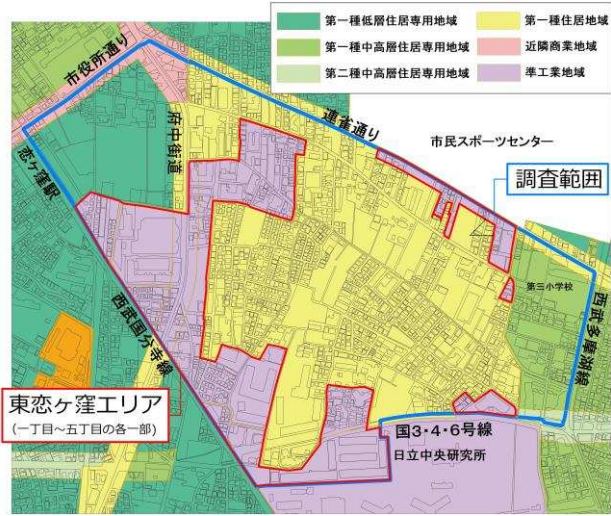 第一種低層住居専用地域
第一種住居地域
第一種中高層住居専用地域
近隣商業地域
第二種中高層住居専用地域
準工業地域
市役所通り
府中街道
連雀通り
市民スポーツセンター
恋ヶ窪駅
調査範囲
第三小学校
西武多摩湖線
西武国分寺線
東恋ヶ窪エリア
(一丁目～五丁目の各一部)
国3・4・6号線
日立中央研究所